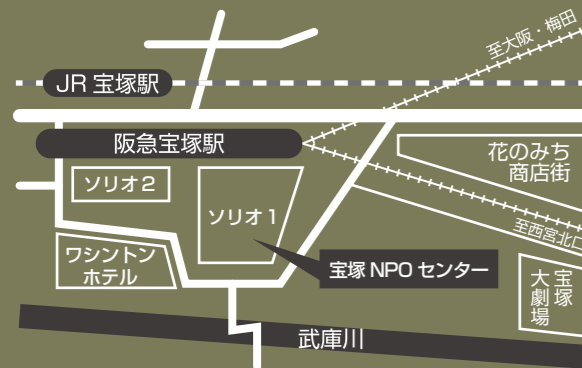 至大阪・梅田
JR 宝塚駅
阪急宝塚駅
花のみち
商店街
ソリオ2
ソリオ1
至西宮北口
ワシントン
ホテル
宝塚 NPO センター
宝塚
大劇場
武庫川